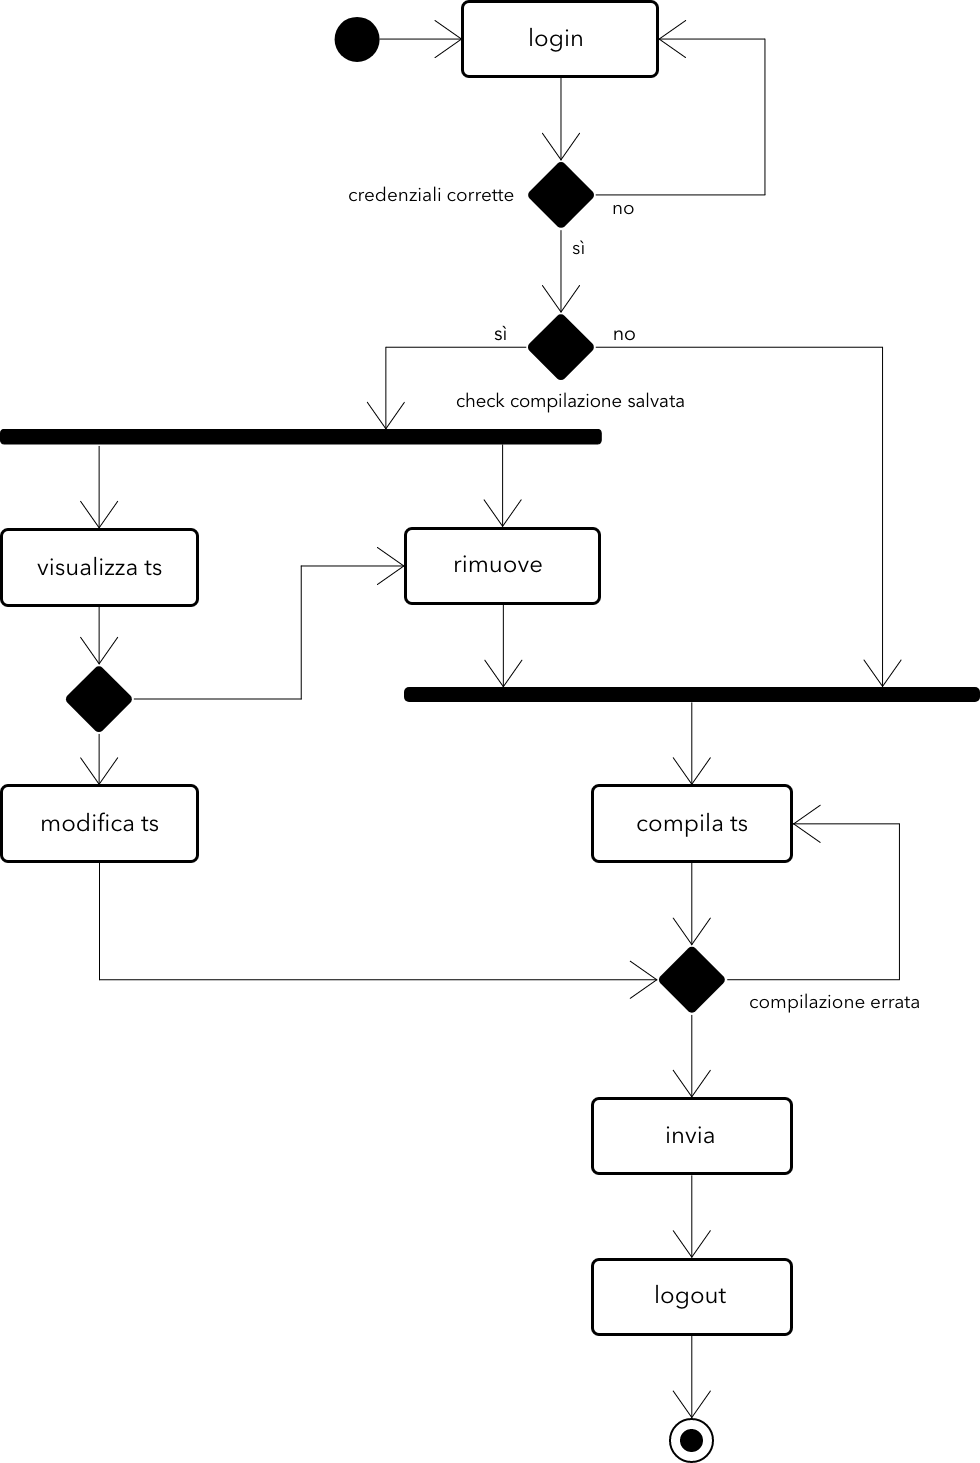 login
credenziali corrette
no
sì
sì
no
check compilazione salvata
visualizza ts
rimuove
modifica ts
compila ts
compilazione errata
invia
logout